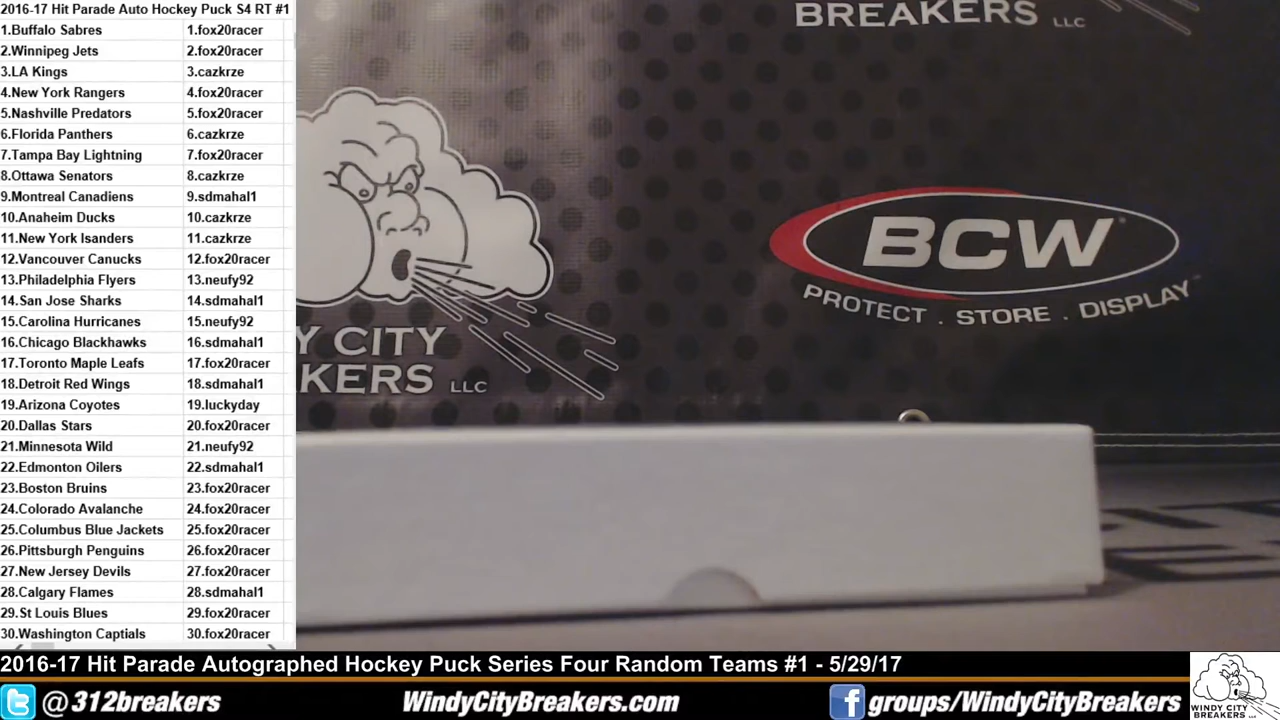 2016-17 Hit Parade Auto Hockey Puck S4 RT #1
1.Buffalo Sabres 1.fox20racer
2.Winnipeg Jets 2.fox20racer
3.LA Kings 3.cazkrze
4.New York Rangers 4.fox20racer
5.Nashville Predators 5.fox20racer
6.Florida Panthers 6.cazkrze
7.Tampa Bay Lightning 7.fox20racer
8.Ottawa Senators 8.cazkrze
9.Montreal Canadiens 9.sdmahal1
10.Anaheim Ducks 10.cazkrze
11.New York Isanders 11.cazkrze
12.Vancouver Canucks 12.fox20racer
13.Philadelphia Flyers 13.neufy92
14.San Jose Sharks 14.sdmahal1
15.Carolina Hurricanes 15.neufy92
16.Chicago Blackhawks 16.sdmahal1
17.Toronto Maple Leafs 17.fox20racer
18.Detroit Red Wings 18.sdmahal1
19.Arizona Coyotes 19.luckyday
20.Dallas Stars 20.fox20racer
21.Minnesota Wild 21.neufy92
22.Edmonton Oilers 22.sdmahal1
23.Boston Bruins 23.fox20racer
24.Colorado Avalanche 24.fox20racer
25.Columbus Blue Jackets 25.fox20racer
26.Pittsburgh Penguins 26.fox20racer
27.New Jersey Devils 27.fox20racer
28.Calgary Flames 28.sdmahal1
29.St Louis Blues 29.fox20racer
30.Washington Captials 30.fox20racer
BREAKERS LLC
BCW
PROTECT . STORE . DISPLAY
Y CITY
KERS LLC
2016-17 Hit Parade Autographed Hockey Puck Series Four Random Teams #1 - 5/29/17
@312breakers WindyCityBreakers.com groups/WindyCityBreakers
WINDY CITY
BREAKERS LLC